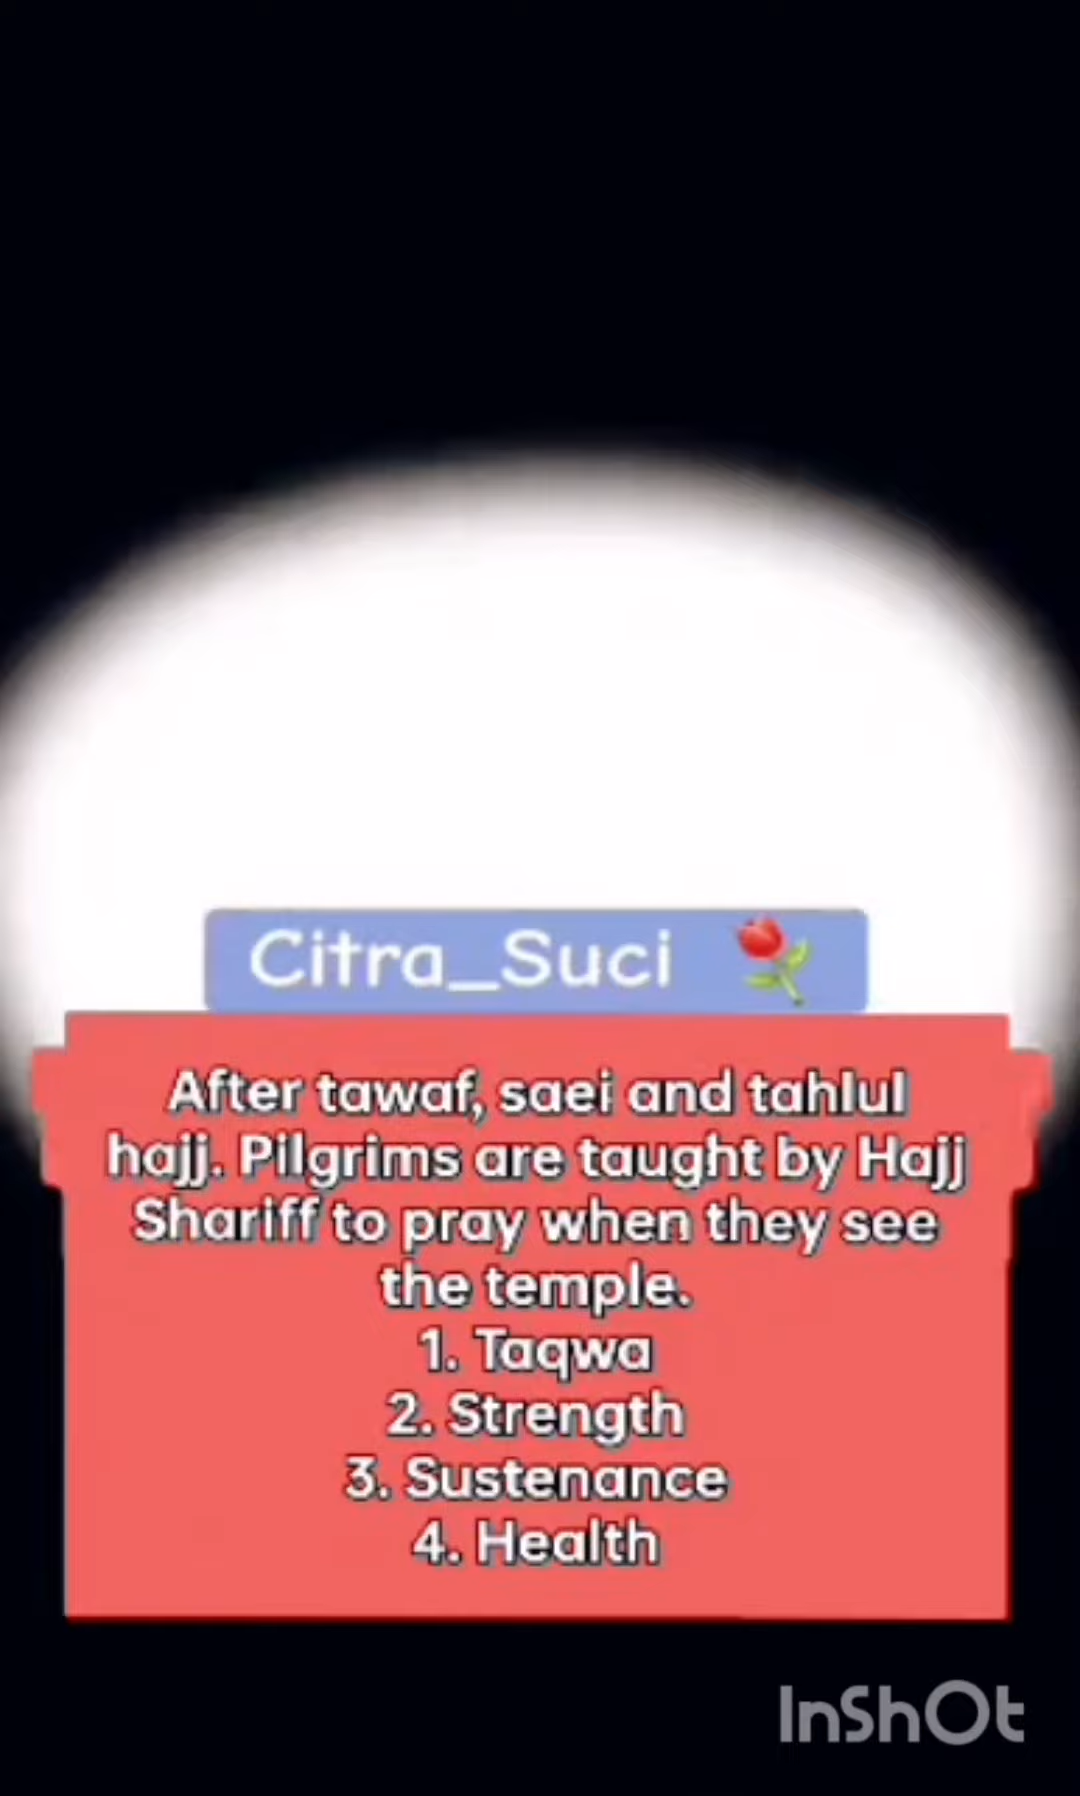 Citra_Suci 🌷
After tawaf, saei and tahlul
hajj. Pilgrims are taught by Hajj
Shariff to pray when they see
the temple.
1. Taqwa
2. Strength
3. Sustenance
4. Health
InShOt